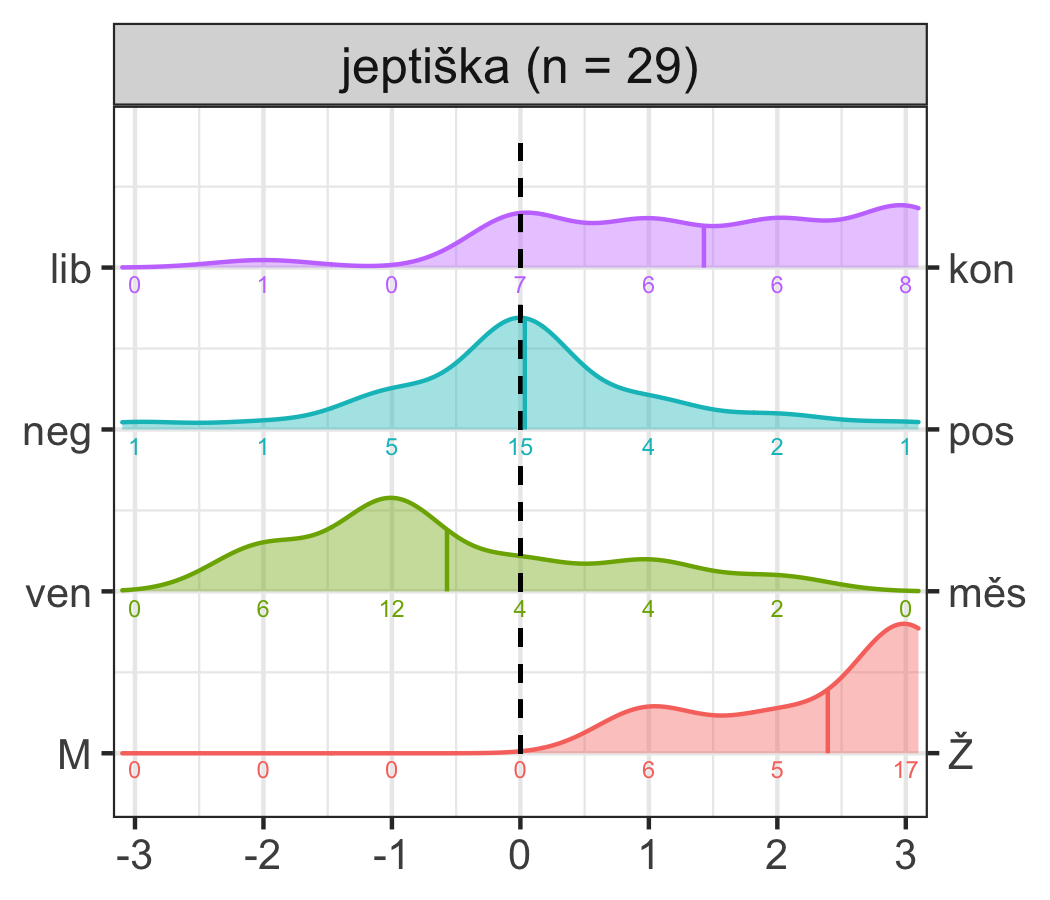 jeptiška (n = 29)
lib kon
0 1 0 7 6 6 8
neg pos
1 1 5 15 4 2 1
ven měs
0 6 12 4 4 2 0
M Ž
0 0 0 0 6 5 17
-3 -2 -1 0 1 2 3